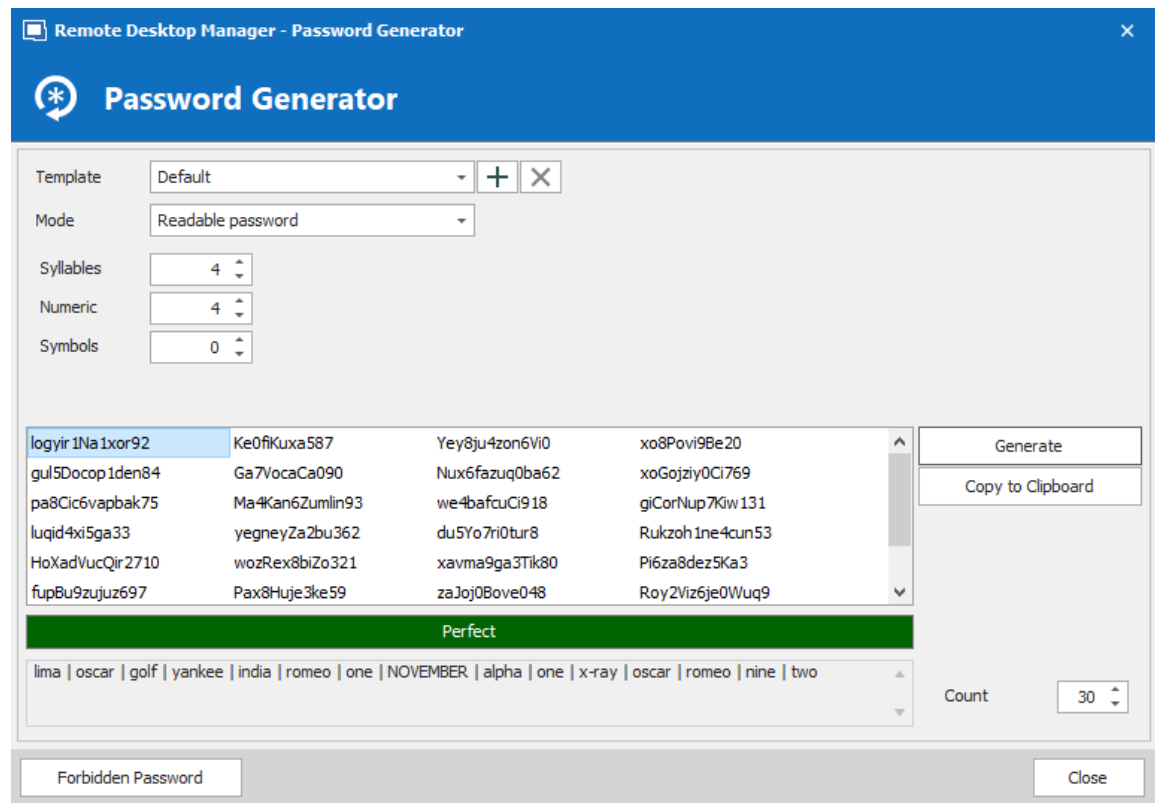 Remote Desktop Manager - Password Generator
Password Generator
Template Default
Mode Readable password
Syllables 4
Numeric 4
Symbols 0
logyir1Na1xor92 Ke0fiKuxa587 Yey8ju4zon6Vi0 xo8Povi9Be20
gul5Docop1den84 Ga7VocaCa090 Nux6fazuq0ba62 xoGojziy0Ci769
pa8Cic6vapbak75 Ma4Kan6Zumlin93 we4bafcuCi918 giCorNup7Kiw131
luqid4xi5ga33 yegneyZa2bu362 du5Yo7ri0tur8 Rukzoh1ne4cun53
HoXadVucQir2710 wozRex8biZo321 xavma9ga3Tik80 Pi6za8dez5Ka3
fupBu9zujuz697 Pax8Huje3ke59 zaJoj0Bove048 Roy2Viz6je0Wuq9
Generate
Copy to Clipboard
Perfect
lima | oscar | golf | yankee | india | romeo | one | NOVEMBER | alpha | one | x-ray | oscar | romeo | nine | two
Count 30
Forbidden Password Close